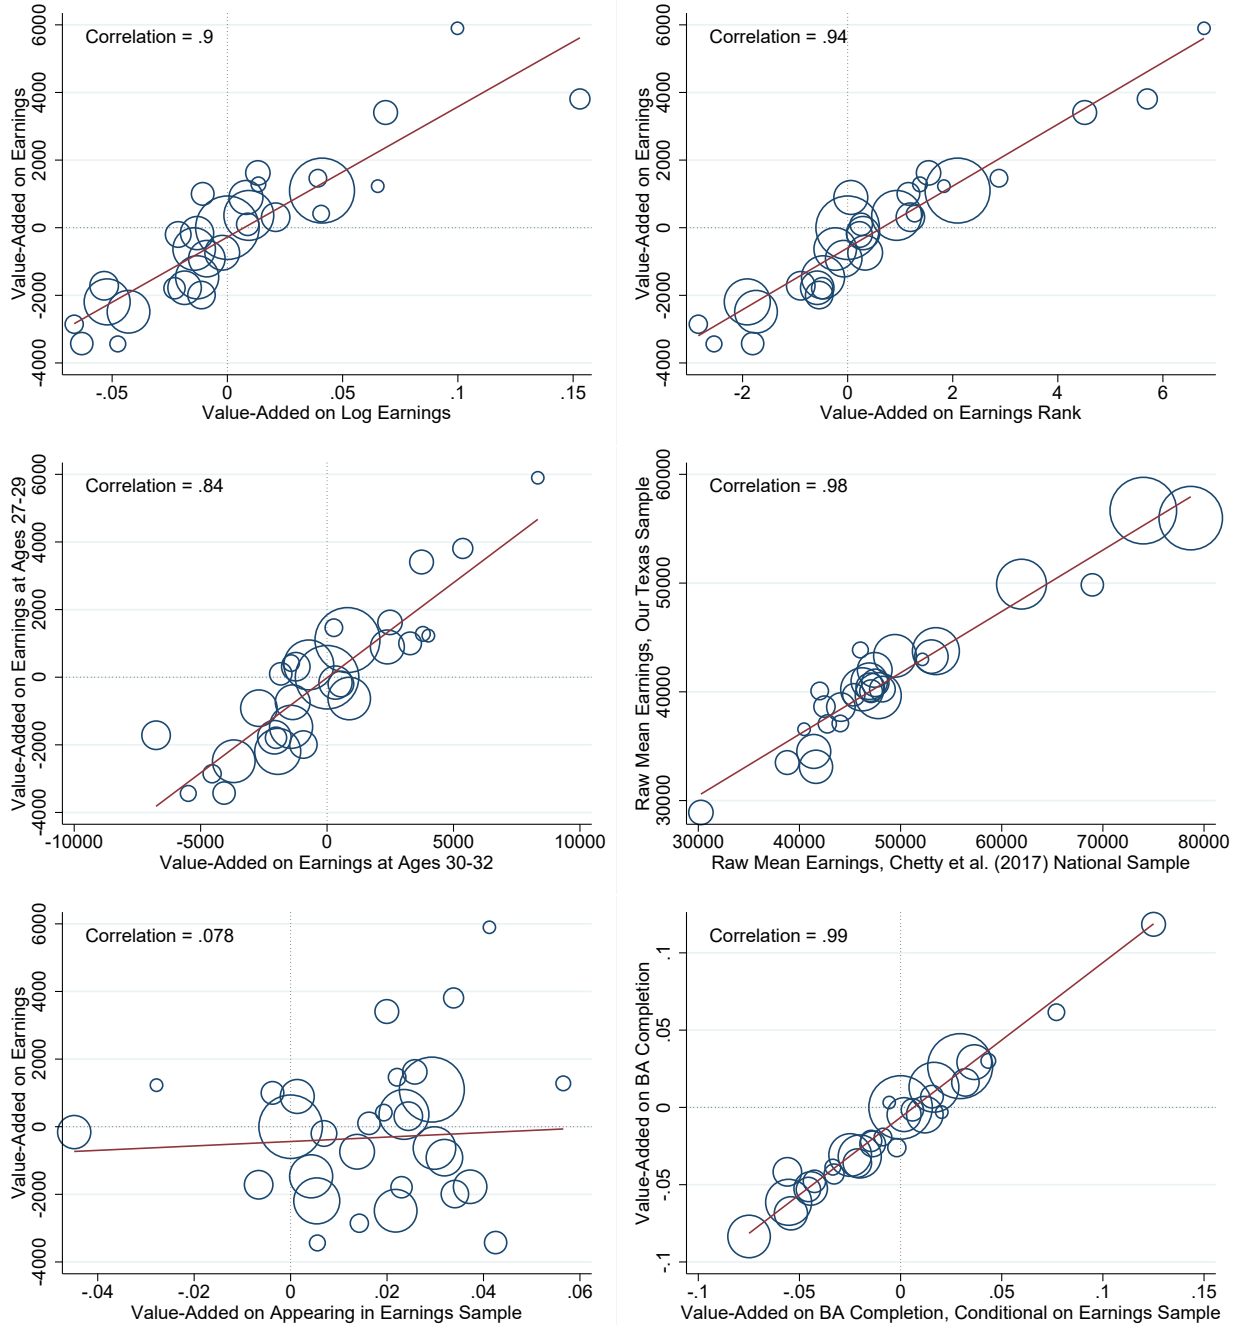 Correlation = .9
Value-Added on Earnings
6000
4000
2000
0
-2000
-4000
-.05 0 .05 .1 .15
Value-Added on Log Earnings
Correlation = .94
Value-Added on Earnings
6000
4000
2000
0
-2000
-4000
-2 0 2 4 6
Value-Added on Earnings Rank
Correlation = .84
Value-Added on Earnings at Ages 27-29
6000
4000
2000
0
-2000
-4000
-10000 -5000 0 5000 10000
Value-Added on Earnings at Ages 30-32
Correlation = .98
Raw Mean Earnings, Our Texas Sample
60000
50000
40000
30000
30000 40000 50000 60000 70000 80000
Raw Mean Earnings, Chetty et al. (2017) National Sample
Correlation = .078
Value-Added on Earnings
6000
4000
2000
0
-2000
-4000
-.04 -.02 0 .02 .04 .06
Value-Added on Appearing in Earnings Sample
Correlation = .99
Value-Added on BA Completion
.1
.05
0
-.05
-.1
-.1 -.05 0 .05 .1 .15
Value-Added on BA Completion, Conditional on Earnings Sample